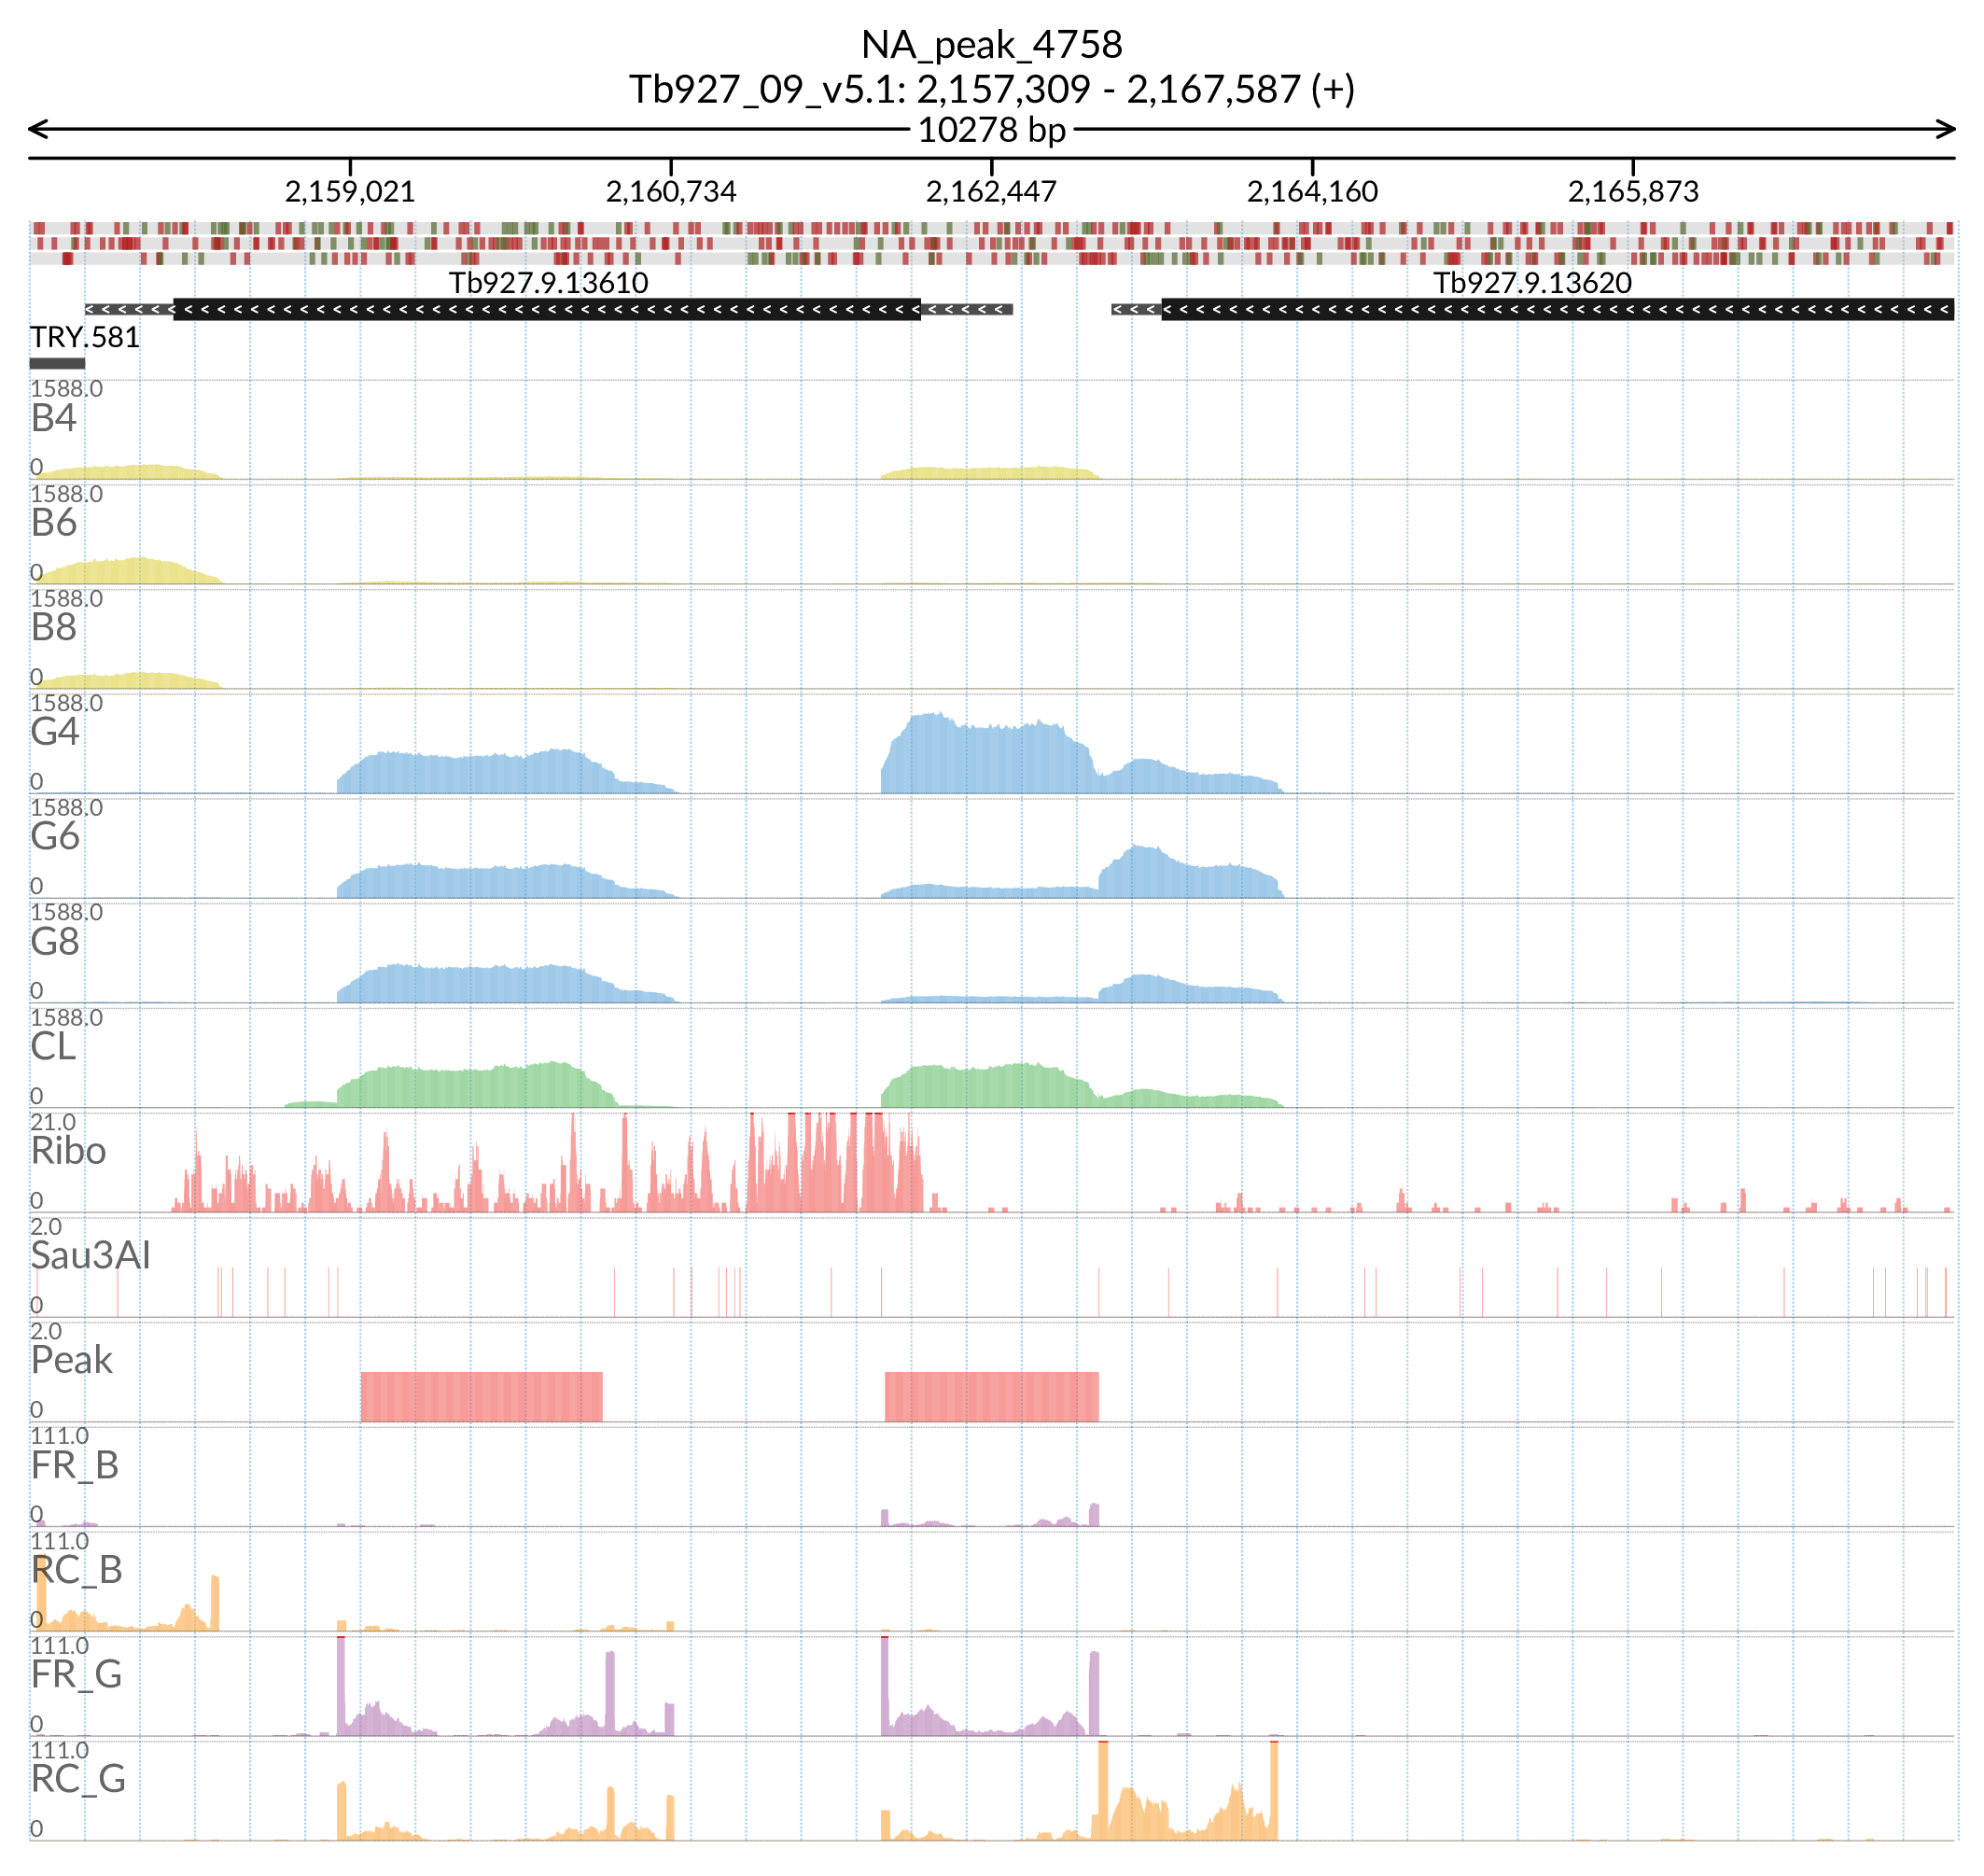 NA_peak_4758
Tb927_09_v5.1: 2,157,309 - 2,167,587 (+)
10278 bp
2,159,021 2,160,734 2,162,447 2,164,160 2,165,873
Tb927.9.13610 Tb927.9.13620
TRY.581
1588.0
B4
0
1588.0
B6
0
1588.0
B8
0
1588.0
G4
0
1588.0
G6
0
1588.0
G8
0
1588.0
CL
0
21.0
Ribo
0
2.0
Sau3AI
0
2.0
Peak
0
111.0
FR_B
0
111.0
RC_B
0
111.0
FR_G
0
111.0
RC_G
0